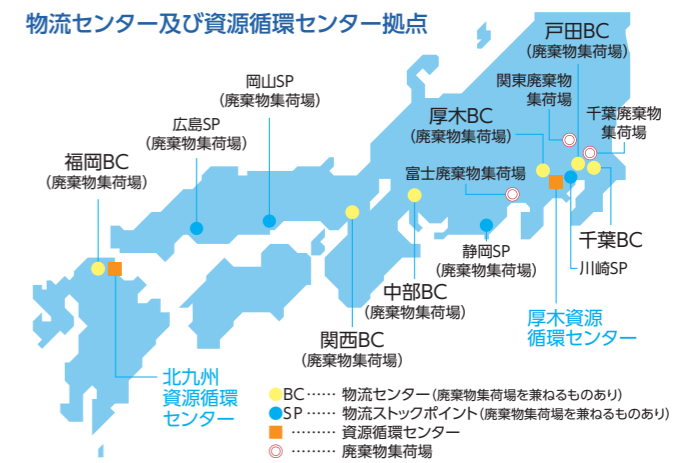 物流センター及び資源循環センター拠点
戸田BC
(廃棄物集荷場)
関東廃棄物
集荷場
千葉廃棄物
集荷場
岡山SP
(廃棄物集荷場)
厚木BC
(廃棄物集荷場)
広島SP
(廃棄物集荷場)
福岡BC
(廃棄物集荷場)
富士廃棄物集荷場
千葉BC
静岡SP
(廃棄物集荷場)
川崎SP
中部BC
(廃棄物集荷場)
厚木資源
循環センター
関西BC
(廃棄物集荷場)
北九州
資源循環
センター
BC…… 物流センター(廃棄物集荷場を兼ねるものあり)
SP…… 物流ストックポイント(廃棄物集荷場を兼ねるものあり)
……… 資源循環センター
……… 廃棄物集荷場